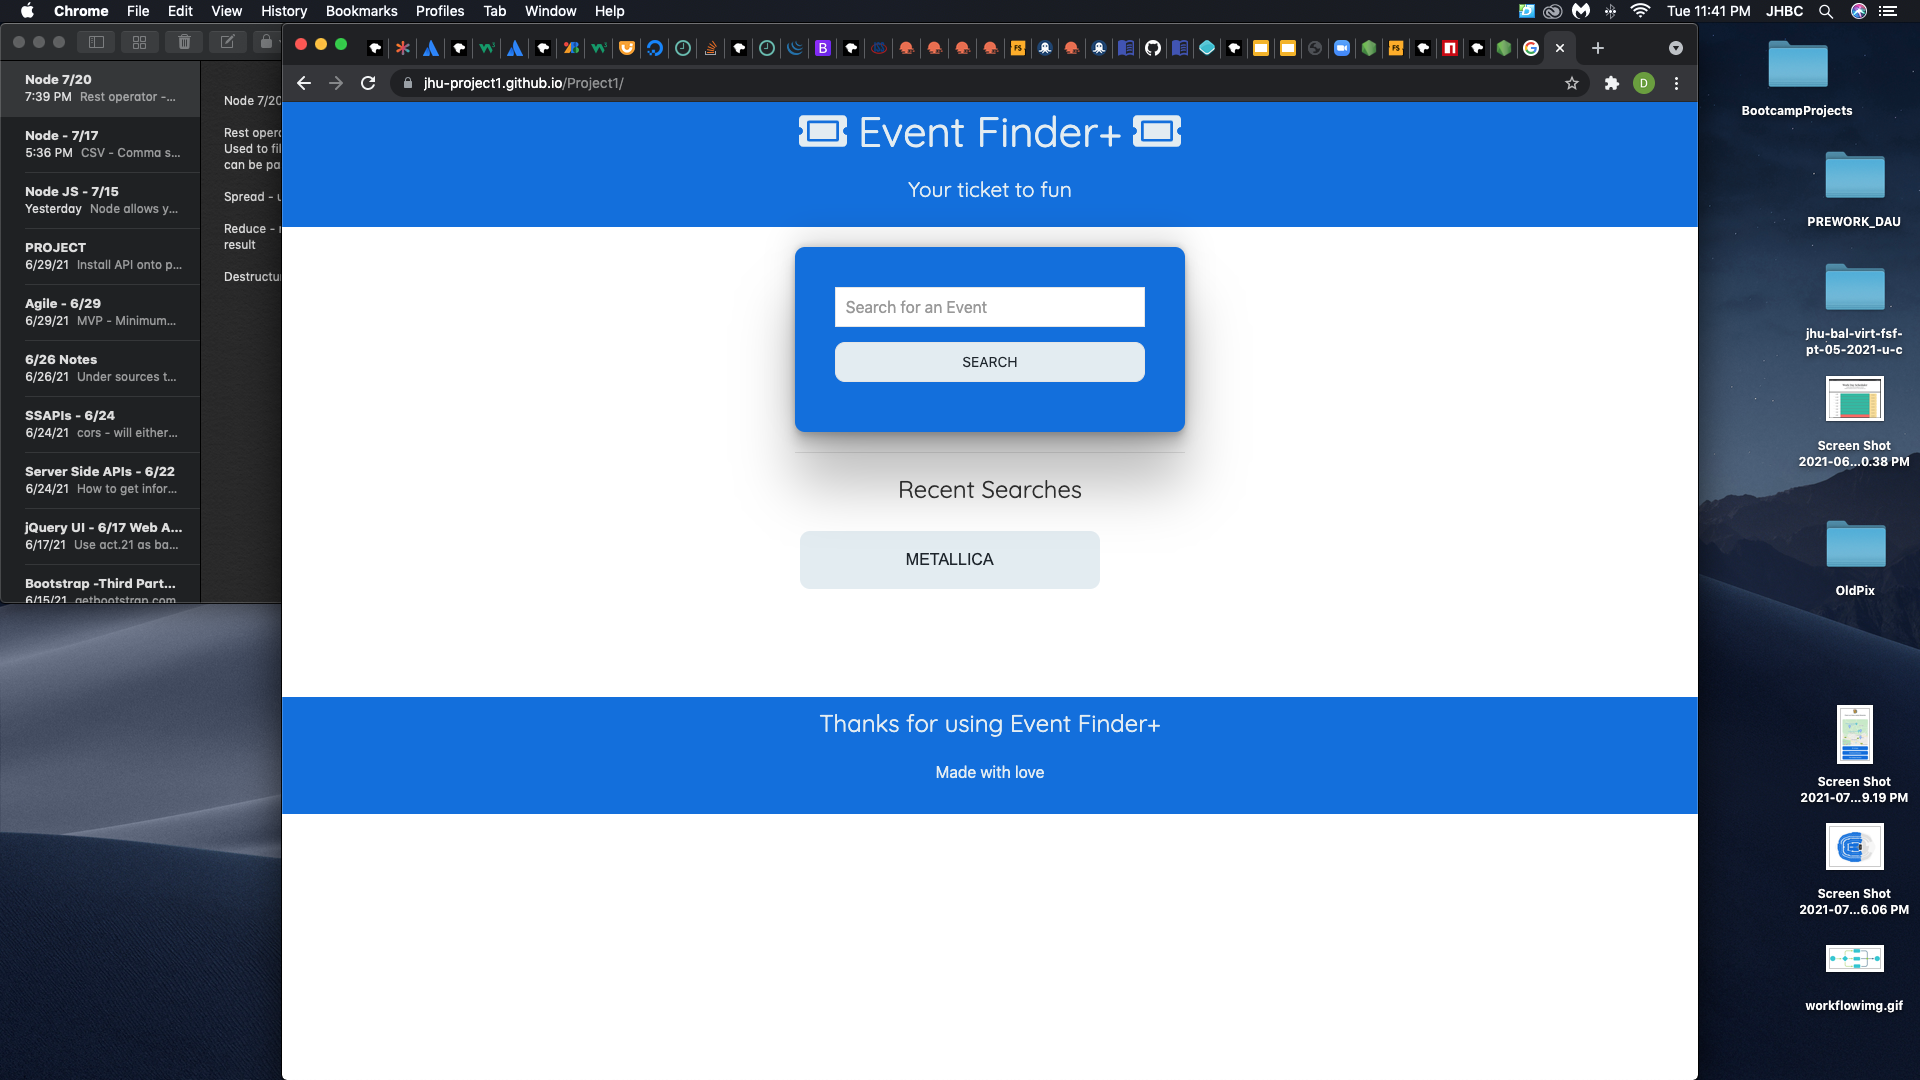 Chrome File Edit View History Bookmarks Profiles Tab Window Help
Tue 11:41 PM JHBC
Node 7/20
7:39 PM Rest operator -...
Node - 7/17
5:36 PM CSV - Comma s...
Node JS - 7/15
Yesterday Node allows y...
PROJECT
6/29/21 Install API onto p...
Agile - 6/29
6/29/21 MVP - Minimum...
6/26 Notes
6/26/21 Under sources t...
SSAPIs - 6/24
6/24/21 cors - will either...
Server Side APIs - 6/22
6/24/21 How to get infor...
jQuery UI - 6/17 Web A...
6/17/21 Use act.21 as ba...
Bootstrap -Third Part...
6/15/21 getbootstrap.com
Node 7/20
Rest oper
Used to fi
can be pa
Spread -
Reduce -
result
Destructu
jhu-project1.github.io/Project1/
D
Event Finder+
Your ticket to fun
Search for an Event
SEARCH
Recent Searches
METALLICA
Thanks for using Event Finder+
Made with love
BootcampProjects
PREWORK_DAU
jhu-bal-virt-fsf-
pt-05-2021-u-c
Screen Shot
2021-06...0.38 PM
OldPix
Screen Shot
2021-07...9.19 PM
Screen Shot
2021-07...6.06 PM
workflowimg.gif